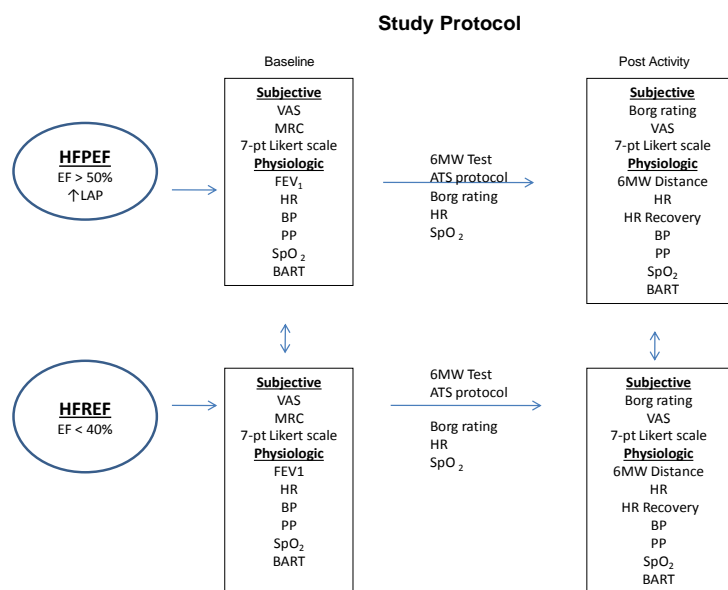 Study Protocol
Baseline
Post Activity
HFPEF
EF > 50%
↑LAP
Subjective
VAS
MRC
7-pt Likert scale
Physiologic
FEV₁
HR
BP
PP
SpO₂
BART
6MW Test
ATS protocol
Borg rating
HR
SpO₂
Subjective
Borg rating
VAS
7-pt Likert scale
Physiologic
6MW Distance
HR
HR Recovery
BP
PP
SpO₂
BART
HFREF
EF < 40%
Subjective
VAS
MRC
7-pt Likert scale
Physiologic
FEV1
HR
BP
PP
SpO₂
BART
6MW Test
ATS protocol
Borg rating
HR
SpO₂
Subjective
Borg rating
VAS
7-pt Likert scale
Physiologic
6MW Distance
HR
HR Recovery
BP
PP
SpO₂
BART